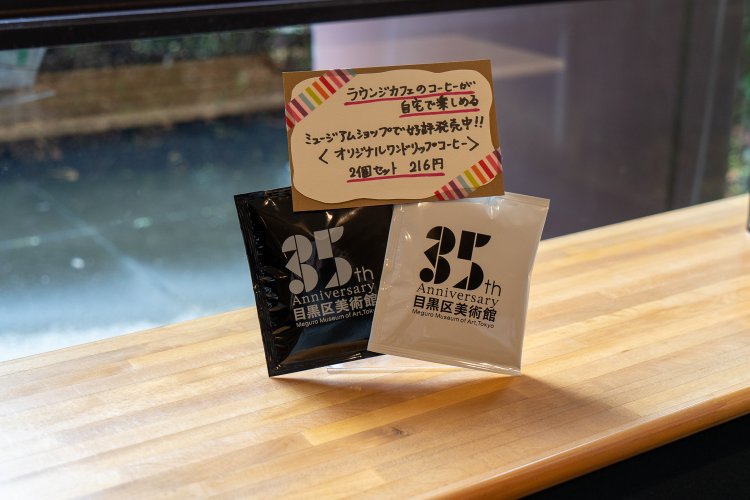 ラウンジカフェのコーヒーが
自宅で楽しめる
ミュージアムショップで好評発売中!!
<オリジナルワンドリップコーヒー>
2個セット 216円
35th
Anniversary
目黒区美術館
Meguro Museum of Art,Tokyo
35th
Anniversary
目黒区美術館
Meguro Museum of Art,Tokyo